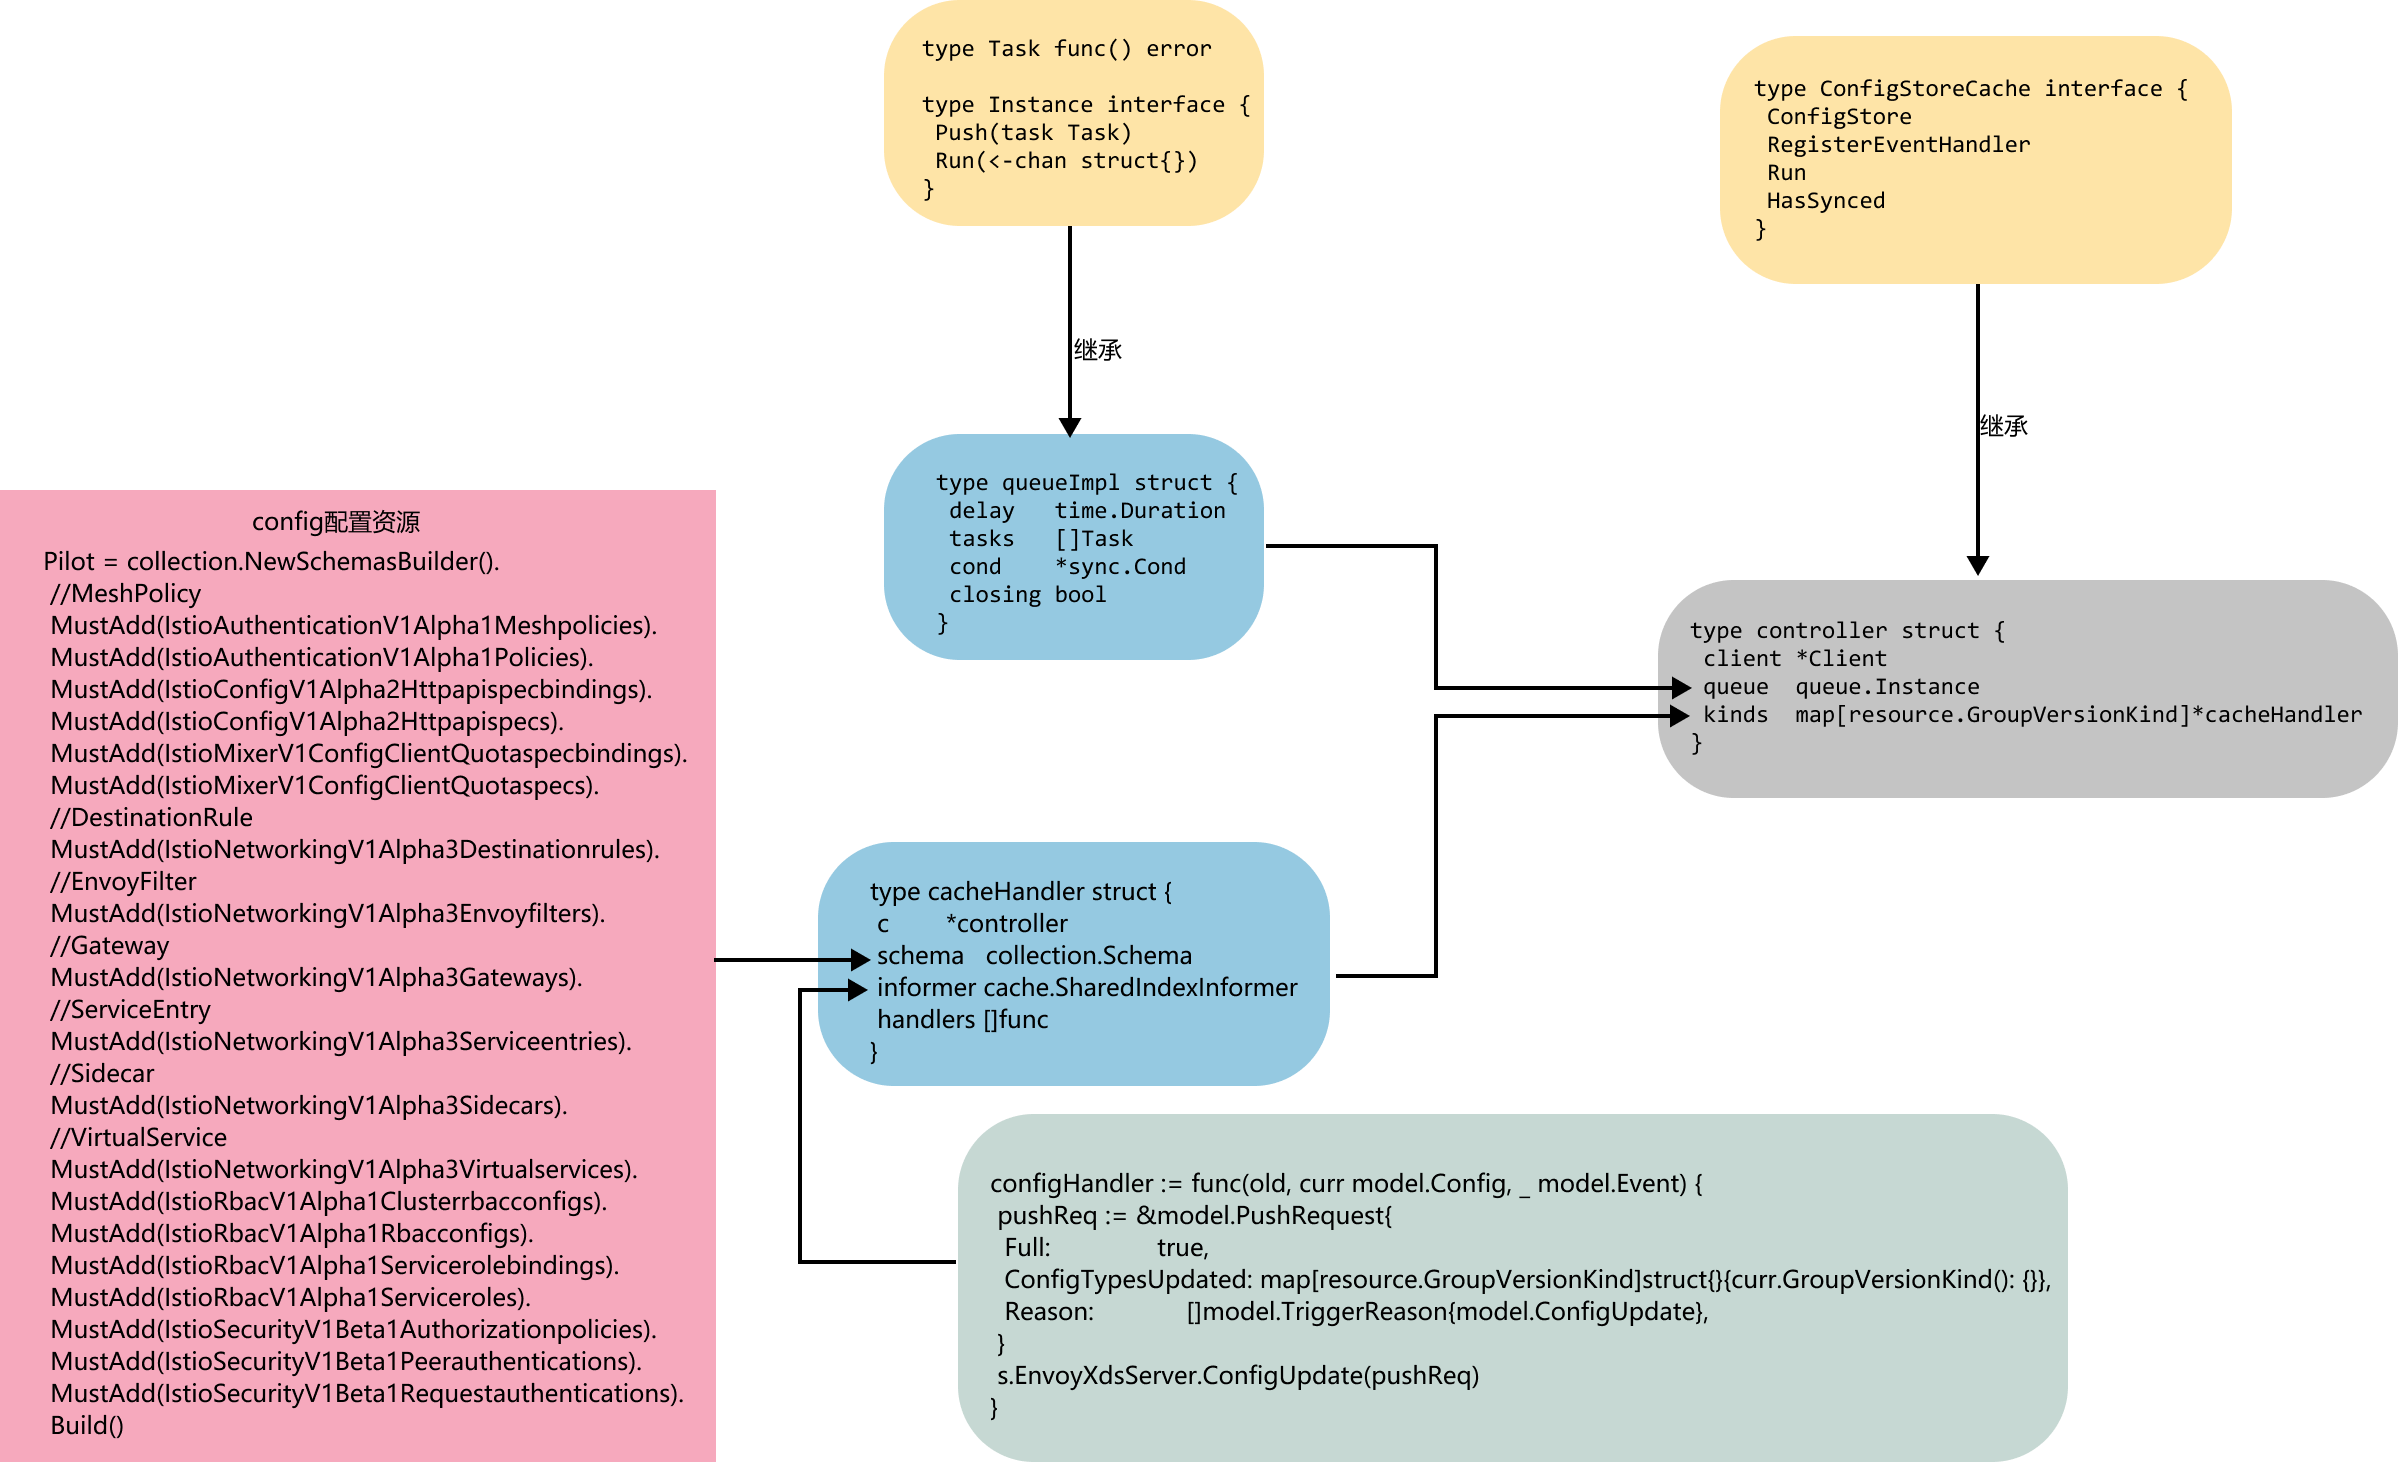 type Task func() error
type Instance interface {
Push(task Task)
Run(<-chan struct{})
}
type ConfigStoreCache interface {
ConfigStore
RegisterEventHandler
Run
HasSynced
}
继承
继承
type queueImpl struct {
delay   time.Duration
tasks   []Task
cond    *sync.Cond
closing bool
}
type controller struct {
client *Client
queue  queue.Instance
kinds  map[resource.GroupVersionKind]*cacheHandler
}
config配置资源
Pilot = collection.NewSchemasBuilder().
//MeshPolicy
MustAdd(IstioAuthenticationV1Alpha1Meshpolicies).
MustAdd(IstioAuthenticationV1Alpha1Policies).
MustAdd(IstioConfigV1Alpha2Httpapispecbindings).
MustAdd(IstioConfigV1Alpha2Httpapispecs).
MustAdd(IstioMixerV1ConfigClientQuotaspecbindings).
MustAdd(IstioMixerV1ConfigClientQuotaspecs).
//DestinationRule
MustAdd(IstioNetworkingV1Alpha3Destinationrules).
//EnvoyFilter
MustAdd(IstioNetworkingV1Alpha3Envoyfilters).
//Gateway
MustAdd(IstioNetworkingV1Alpha3Gateways).
//ServiceEntry
MustAdd(IstioNetworkingV1Alpha3Serviceentries).
//Sidecar
MustAdd(IstioNetworkingV1Alpha3Sidecars).
//VirtualService
MustAdd(IstioNetworkingV1Alpha3Virtualservices).
MustAdd(IstioRbacV1Alpha1Clusterrbacconfigs).
MustAdd(IstioRbacV1Alpha1Rbacconfigs).
MustAdd(IstioRbacV1Alpha1Servicerolebindings).
MustAdd(IstioRbacV1Alpha1Serviceroles).
MustAdd(IstioSecurityV1Beta1Authorizationpolicies).
MustAdd(IstioSecurityV1Beta1Peerauthentications).
MustAdd(IstioSecurityV1Beta1Requestauthentications).
Build()
type cacheHandler struct {
c        *controller
schema   collection.Schema
informer cache.SharedIndexInformer
handlers []func
}
configHandler := func(old, curr model.Config, _ model.Event) {
pushReq := &model.PushRequest{
Full:               true,
ConfigTypesUpdated: map[resource.GroupVersionKind]struct{}{curr.GroupVersionKind(): {}},
Reason:             []model.TriggerReason{model.ConfigUpdate},
}
s.EnvoyXdsServer.ConfigUpdate(pushReq)
}